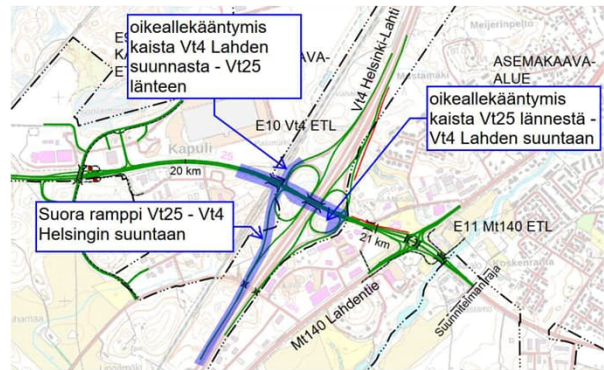 oikeallekääntymis
kaista Vt4 Lahden
suunnasta - Vt25
länteen
Vt4 Helsinki-Lahti
Meijerinpelto
Mustamäki
ASEMAKAAVA-
ALUE
oikeallekääntymis
kaista Vt25 lännestä -
Vt4 Lahden suuntaan
E10 Vt4 ETL
Kapuli
20 km
Suora ramppi Vt25 - Vt4
Helsingin suuntaan
21 km
E11 Mt140 ETL
Koskenranta
Mt140 Lahdentie
Suunnitelmanraja